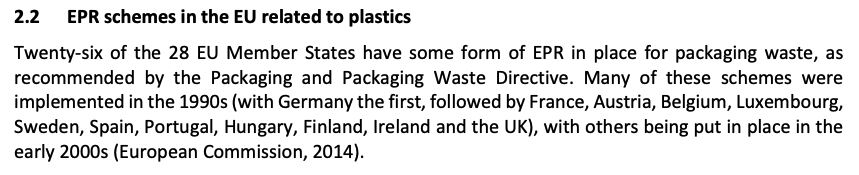 2.2 EPR schemes in the EU related to plastics
Twenty-six of the 28 EU Member States have some form of EPR in place for packaging waste, as
recommended by the Packaging and Packaging Waste Directive. Many of these schemes were
implemented in the 1990s (with Germany the first, followed by France, Austria, Belgium, Luxembourg,
Sweden, Spain, Portugal, Hungary, Finland, Ireland and the UK), with others being put in place in the
early 2000s (European Commission, 2014).